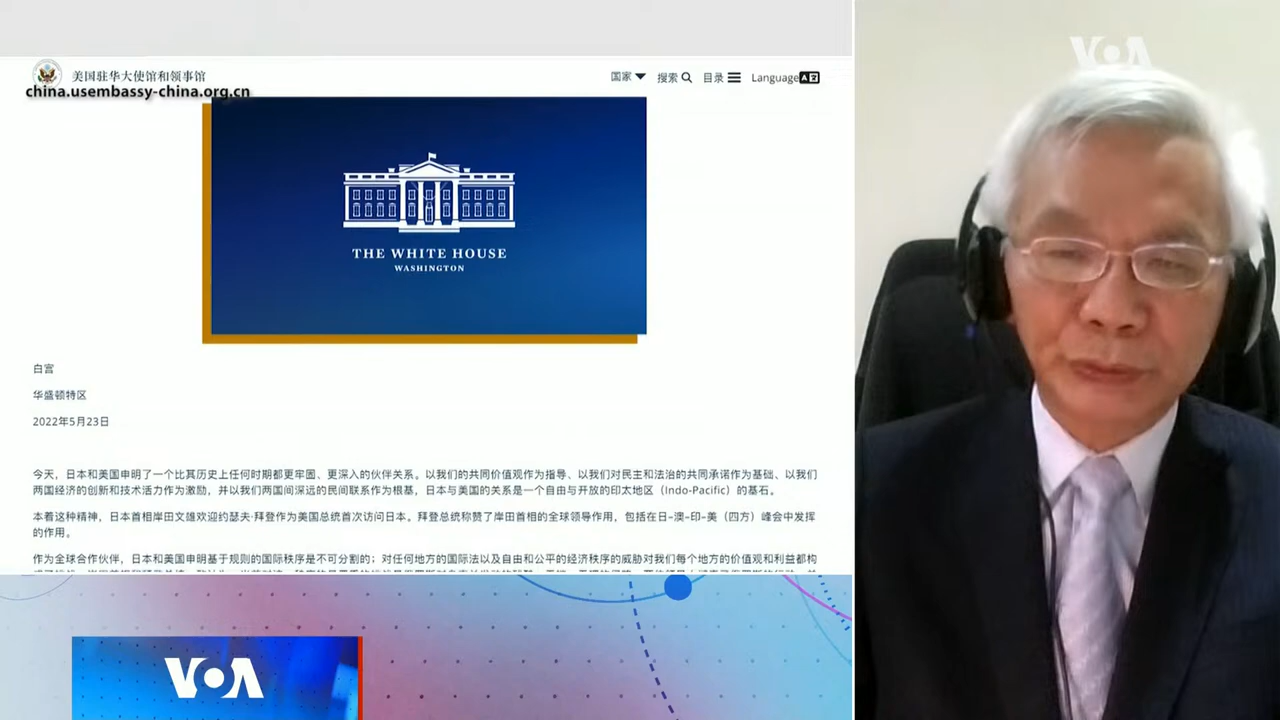 VOA
美国驻华大使馆和领事馆
国家 搜索 目录 Language
china.usembassy-china.org.cn
THE WHITE HOUSE
WASHINGTON
白宫
华盛顿特区
2022年5月23日
今天，日本和美国申明了一个比其历史上任何时期都更牢固、更深入的伙伴关系。以我们的共同价值观作为指导、以我们对民主和法治的共同承诺作为基础、以我们
两国经济的创新和技术活力作为激励，并以我们两国间深远的民间联系作为根基，日本与美国的关系是一个自由与开放的印太地区（Indo-Pacific）的基石。
本着这种精神，日本首相岸田文雄欢迎约瑟夫·拜登作为美国总统首次访问日本。拜登总统称赞了岸田首相的全球领导作用，包括在日–澳–印–美（四方）峰会中发挥
的作用。
作为全球合作伙伴，日本和美国申明基于规则的国际秩序是不可分割的；对任何地方的国际法以及自由和公平的经济秩序的威胁对我们每个地方的价值观和利益都构
VOA